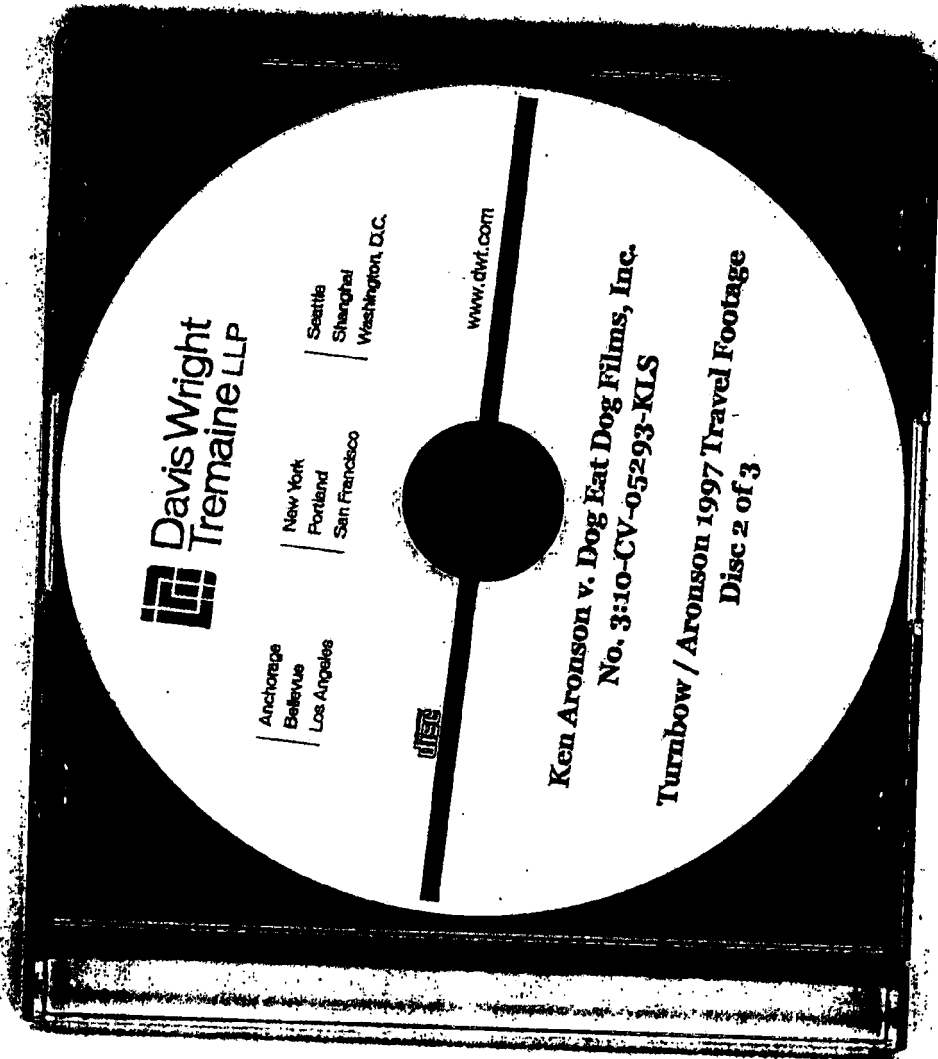 Davis Wright
Tremaine LLP
Anchorage
Bellevue
Los Angeles
New York
Portland
San Francisco
Seattle
Shanghai
Washington, D.C.
disc
www.dwt.com
Ken Aronson v. Dog Eat Dog Films, Inc.
No. 3:10-CV-05293-KLS
Turnbow / Aronson 1997 Travel Footage
Disc 2 of 3